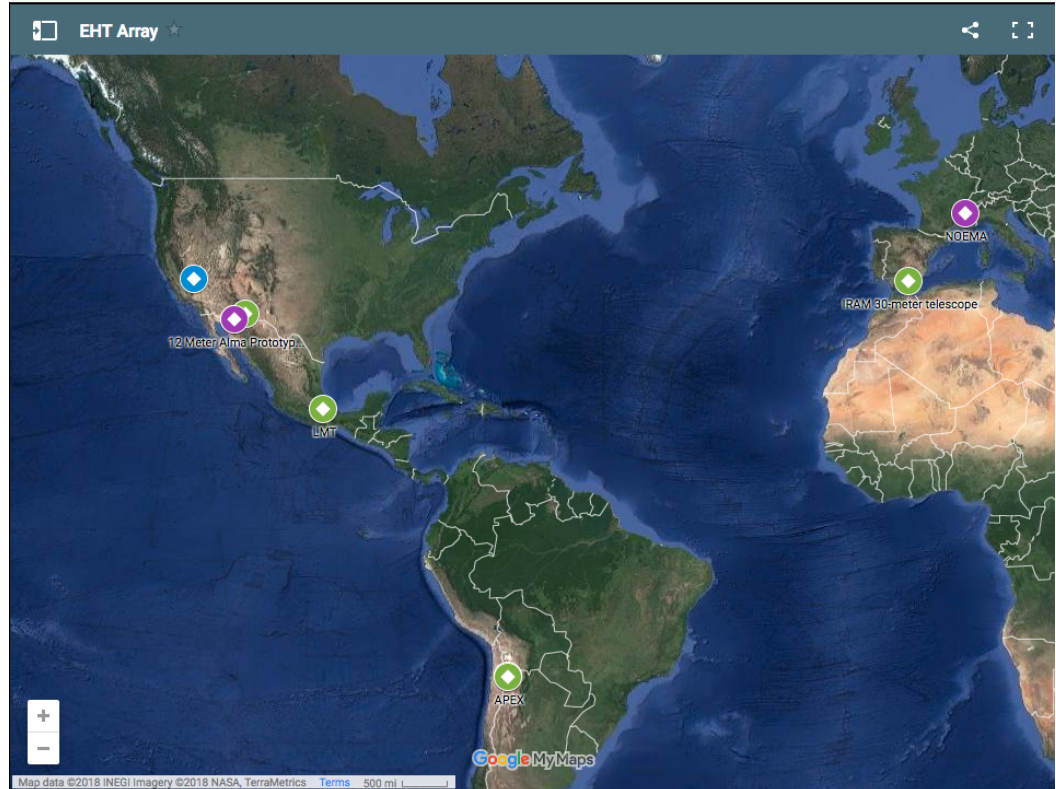 EHT Array
NOEMA
IRAM 30-meter telescope
12 Meter Alma Prototyp...
LMT
APEX
Google My Maps
Map data ©2018 INEGI Imagery ©2018 NASA, TerraMetrics Terms 500 mi